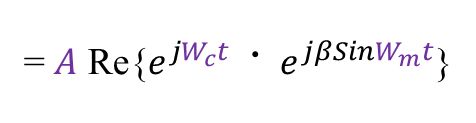 = A Re{e^{jW_c t} · e^{jβSinW_m t}}